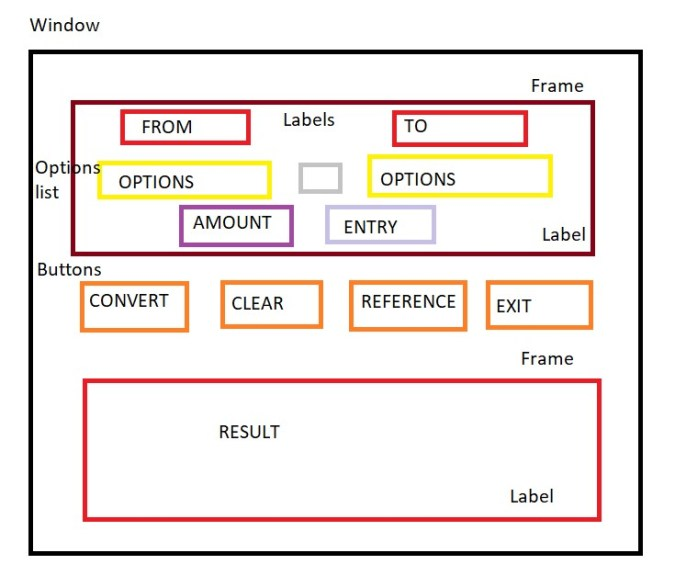 Window
Frame
FROM Labels TO
Options
list
OPTIONS OPTIONS
AMOUNT ENTRY
Label
Buttons
CONVERT CLEAR REFERENCE EXIT
Frame
RESULT
Label